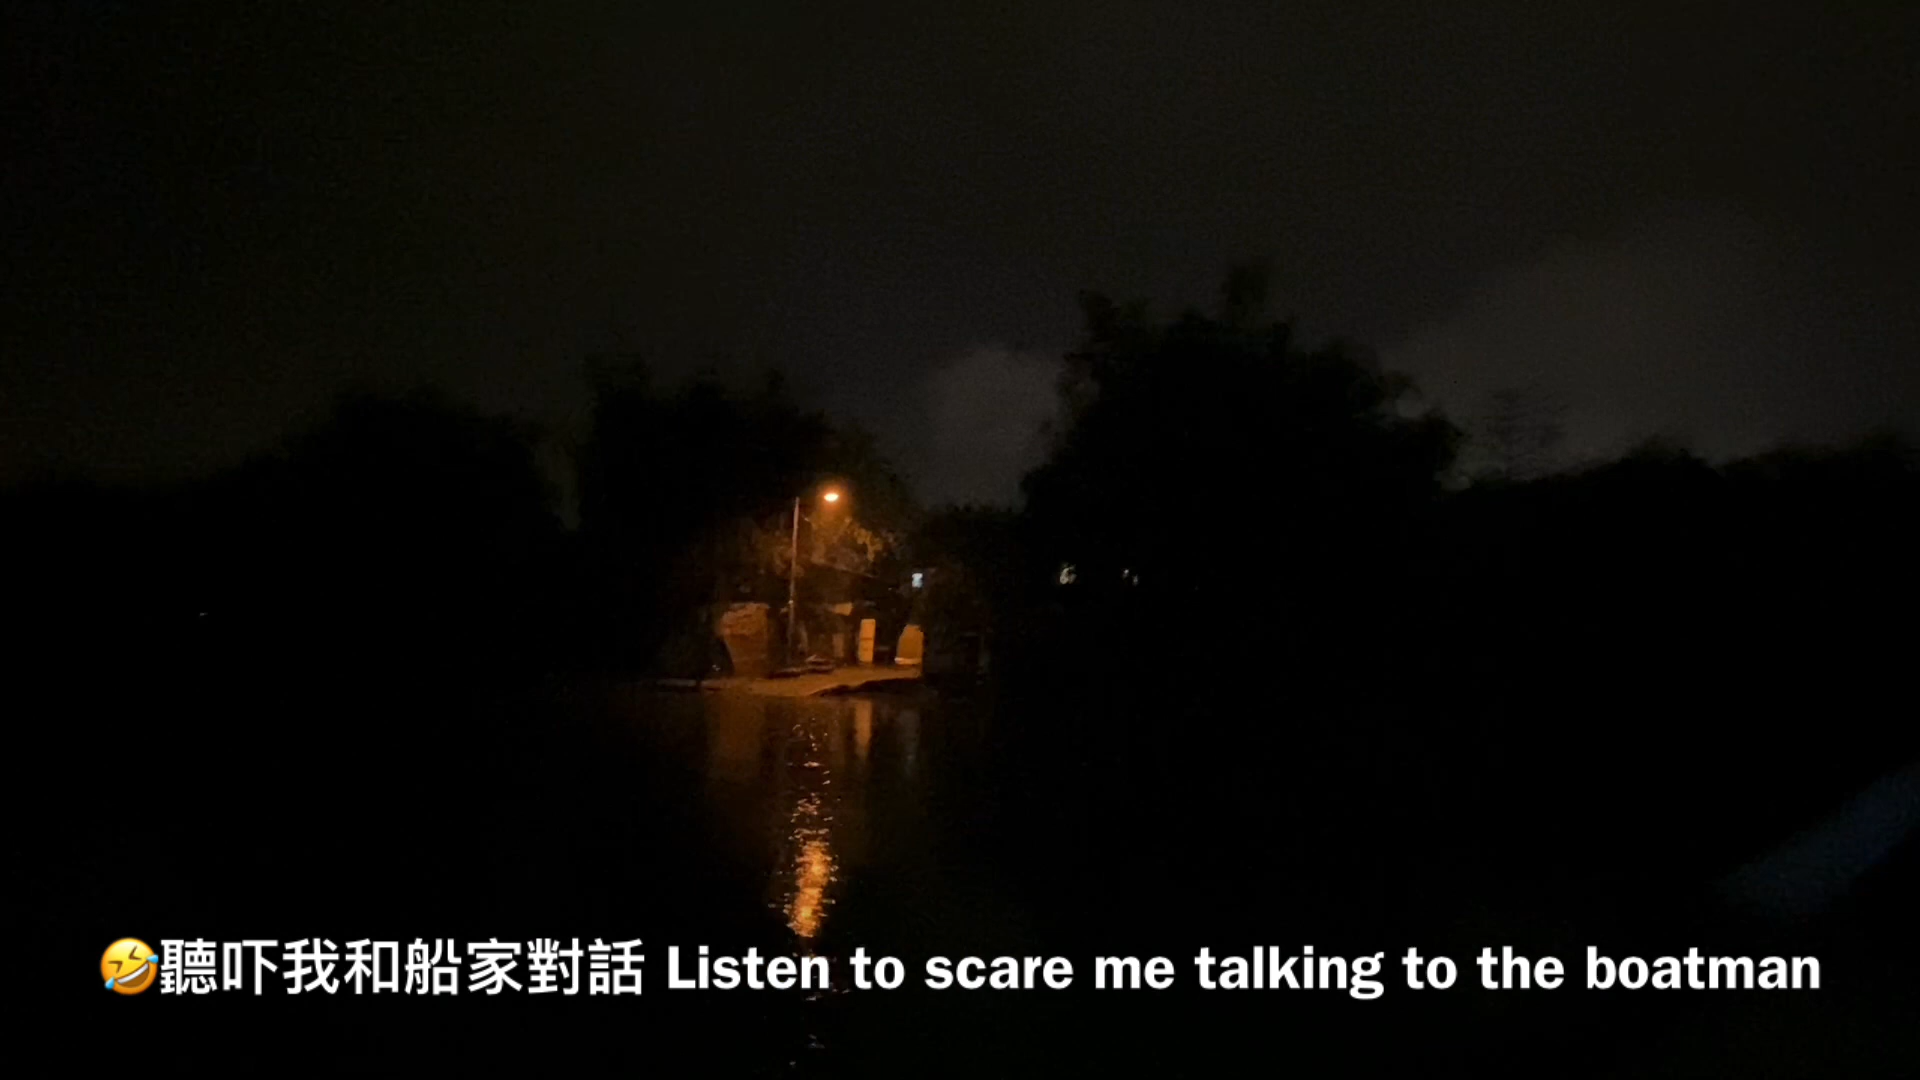 🤣聽吓我和船家對話 Listen to scare me talking to the boatman